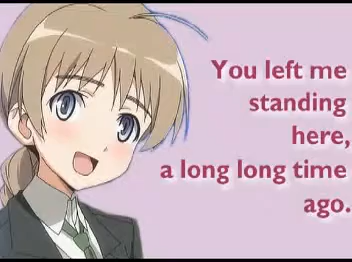 You left me
standing
here,
a long long time
ago.